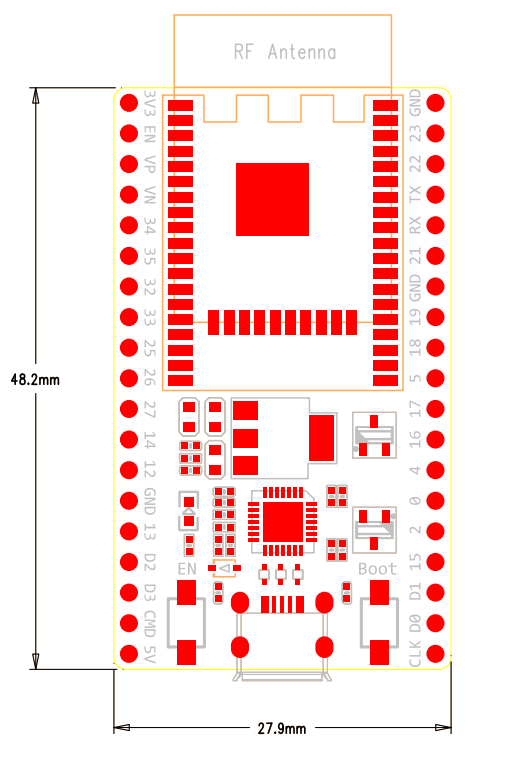 RF Antenna
3V3
GND
EN
23
VP
22
VN
TX
34
RX
35
21
32
GND
33
19
25
18
26
5
27
17
14
16
12
4
GND
0
13
2
D2
15
D3
D1
CMD
D0
5V
CLK
EN
Boot
48.2mm
27.9mm